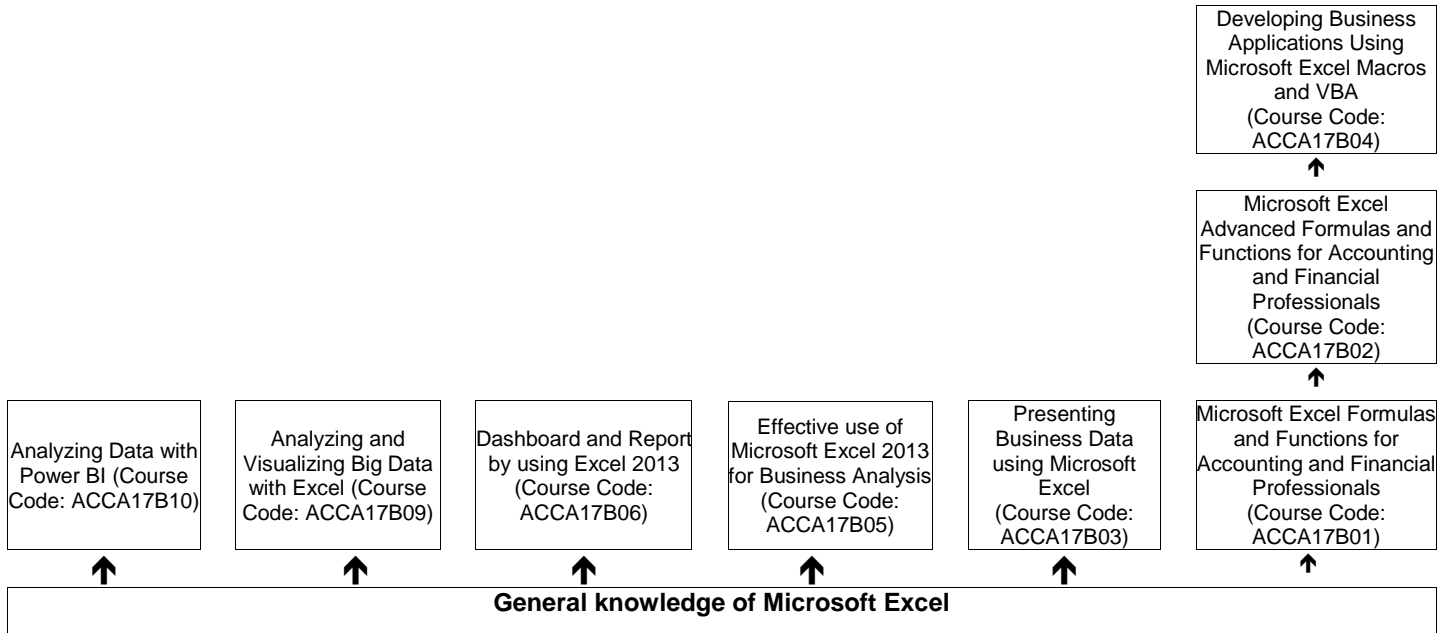 Developing Business
Applications Using
Microsoft Excel Macros
and VBA
(Course Code:
ACCA17B04)
Microsoft Excel
Advanced Formulas and
Functions for Accounting
and Financial
Professionals
(Course Code:
ACCA17B02)
Analyzing Data with
Power BI (Course
Code: ACCA17B10)
Analyzing and
Visualizing Big Data
with Excel (Course
Code: ACCA17B09)
Dashboard and Report
by using Excel 2013
(Course Code:
ACCA17B06)
Effective use of
Microsoft Excel 2013
for Business Analysis
(Course Code:
ACCA17B05)
Presenting
Business Data
using Microsoft
Excel
(Course Code:
ACCA17B03)
Microsoft Excel Formulas
and Functions for
Accounting and Financial
Professionals
(Course Code:
ACCA17B01)
General knowledge of Microsoft Excel